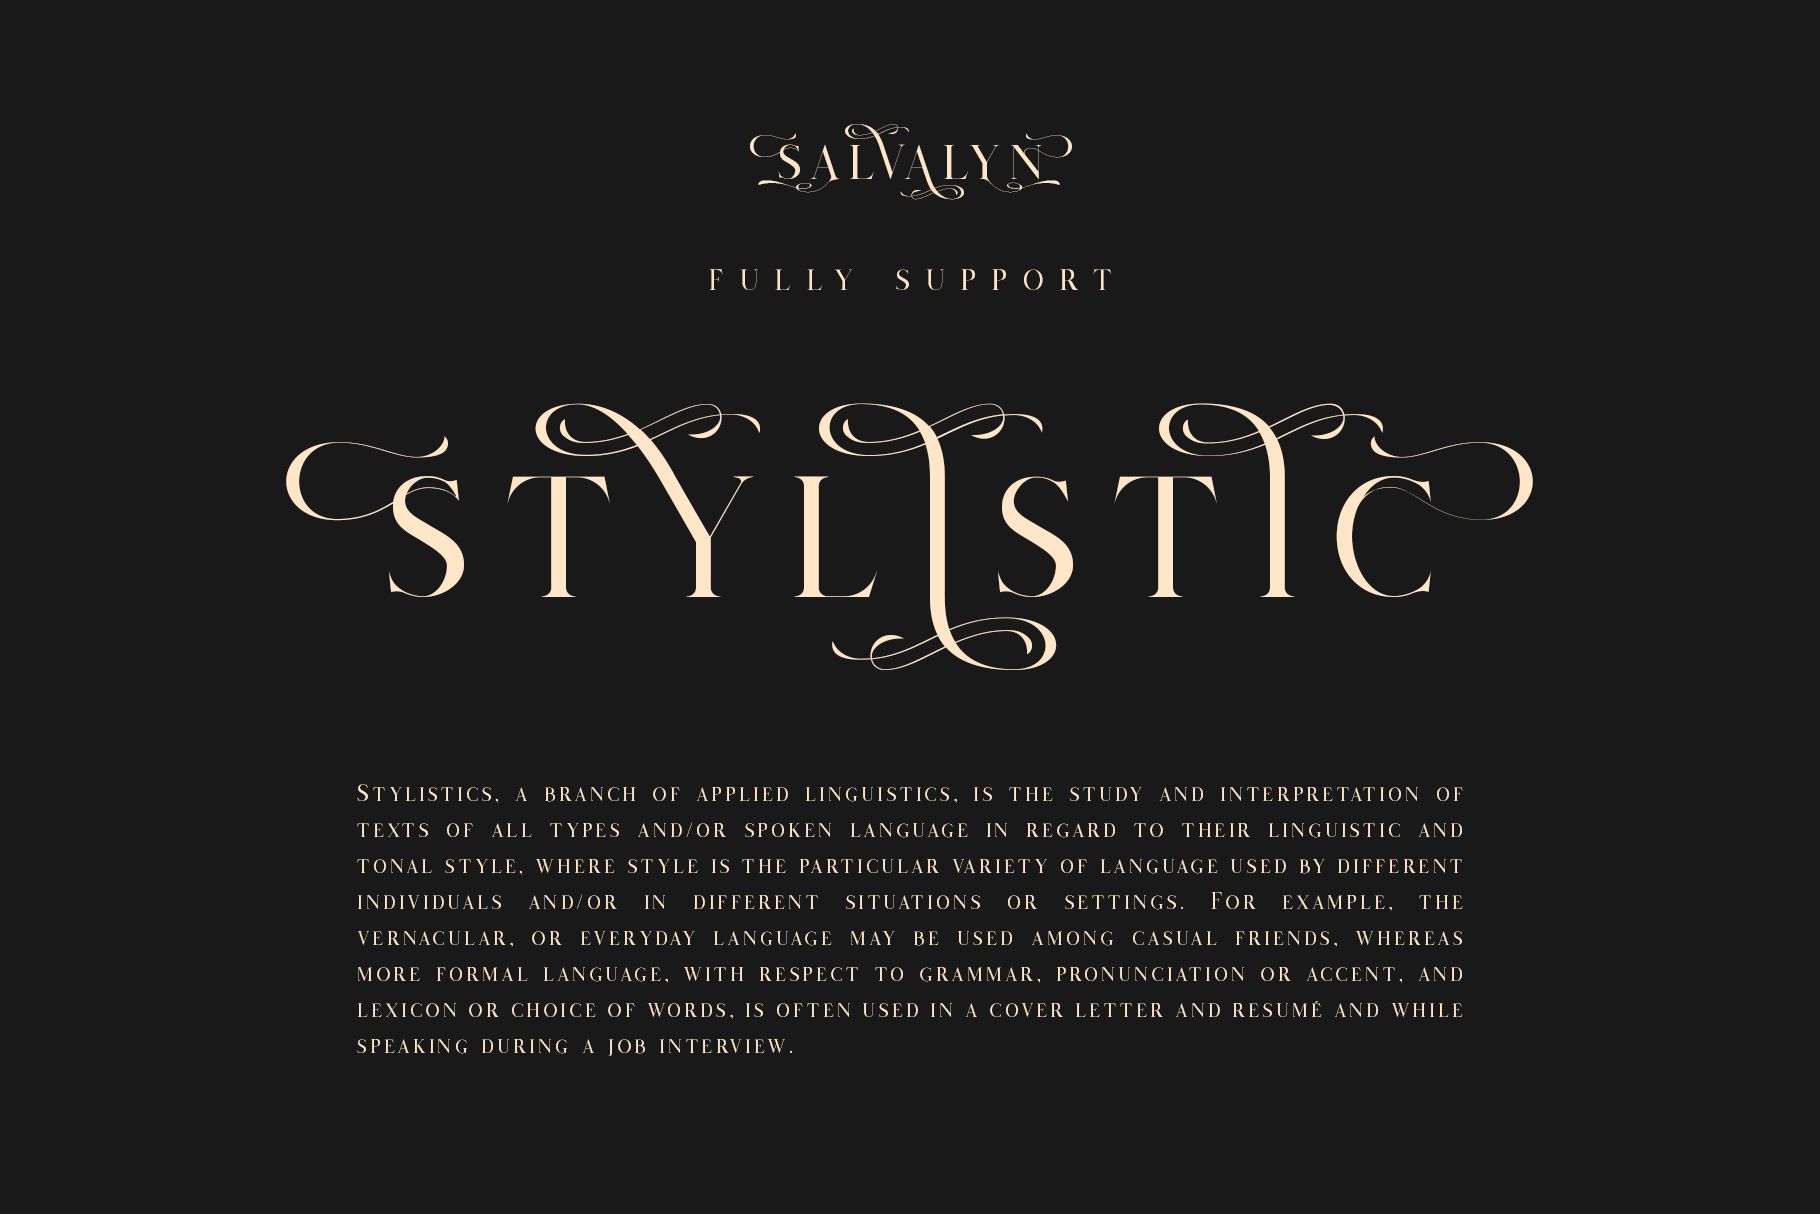 SALVALYN
FULLY SUPPORT
STYLISTIC
Stylistics, a branch of applied linguistics, is the study and interpretation of
texts of all types and/or spoken language in regard to their linguistic and
tonal style, where style is the particular variety of language used by different
individuals and/or in different situations or settings. For example, the
vernacular, or everyday language may be used among casual friends, whereas
more formal language, with respect to grammar, pronunciation or accent, and
lexicon or choice of words, is often used in a cover letter and resumé and while
speaking during a job interview.